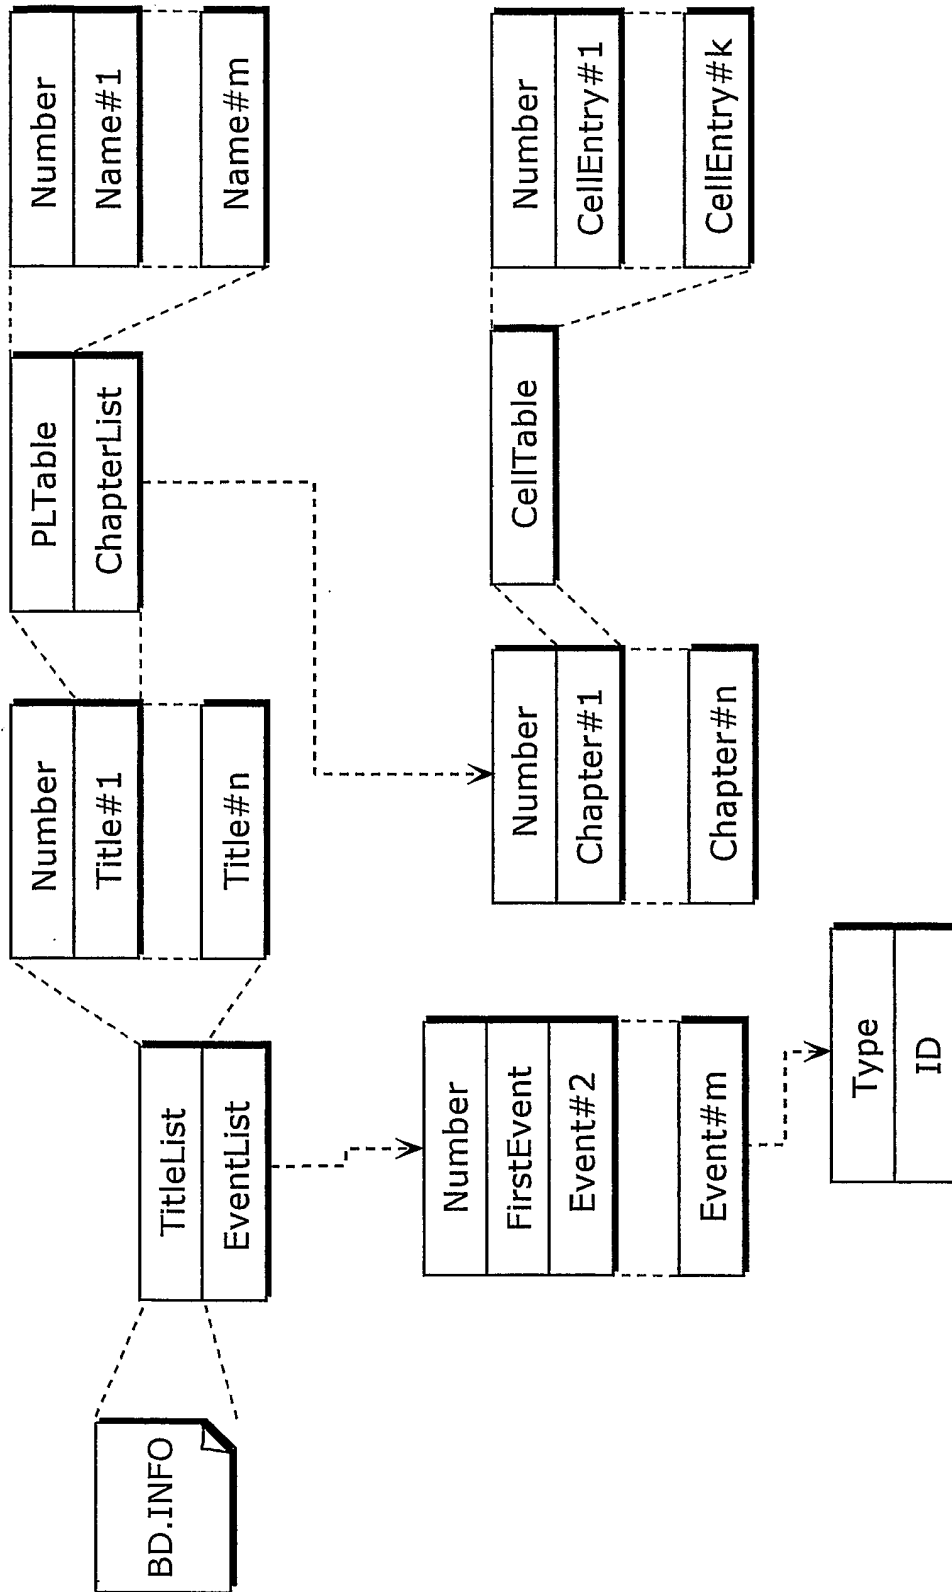 BD.INFO
TitleList
EventList
Number
Title#1
Title#n
PLTable
ChapterList
Number
Name#1
Name#m
Number
FirstEvent
Event#2
Event#m
Type
ID
Number
Chapter#1
Chapter#n
CellTable
Number
CellEntry#1
CellEntry#k